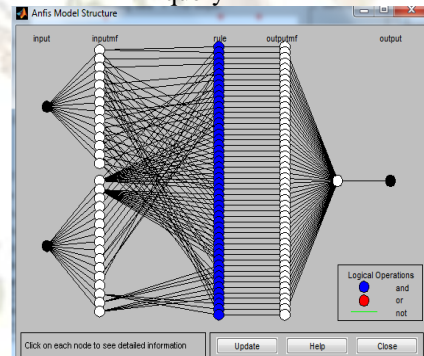 Anfis Model Structure
input inputmf rule outputmf output
Logical Operations
and
or
not
Click on each node to see detailed information
Update Help Close